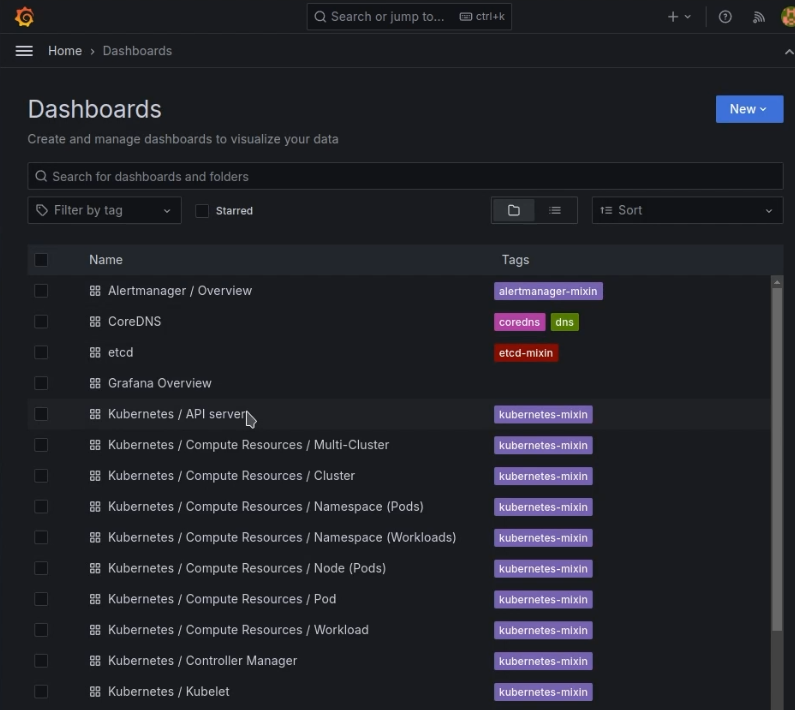 Search or jump to... ctrl+k
Home › Dashboards
Dashboards
New
Create and manage dashboards to visualize your data
Search for dashboards and folders
Filter by tag Starred Sort
Name Tags
Alertmanager / Overview alertmanager-mixin
CoreDNS coredns dns
etcd etcd-mixin
Grafana Overview
Kubernetes / API server kubernetes-mixin
Kubernetes / Compute Resources / Multi-Cluster kubernetes-mixin
Kubernetes / Compute Resources / Cluster kubernetes-mixin
Kubernetes / Compute Resources / Namespace (Pods) kubernetes-mixin
Kubernetes / Compute Resources / Namespace (Workloads) kubernetes-mixin
Kubernetes / Compute Resources / Node (Pods) kubernetes-mixin
Kubernetes / Compute Resources / Pod kubernetes-mixin
Kubernetes / Compute Resources / Workload kubernetes-mixin
Kubernetes / Controller Manager kubernetes-mixin
Kubernetes / Kubelet kubernetes-mixin